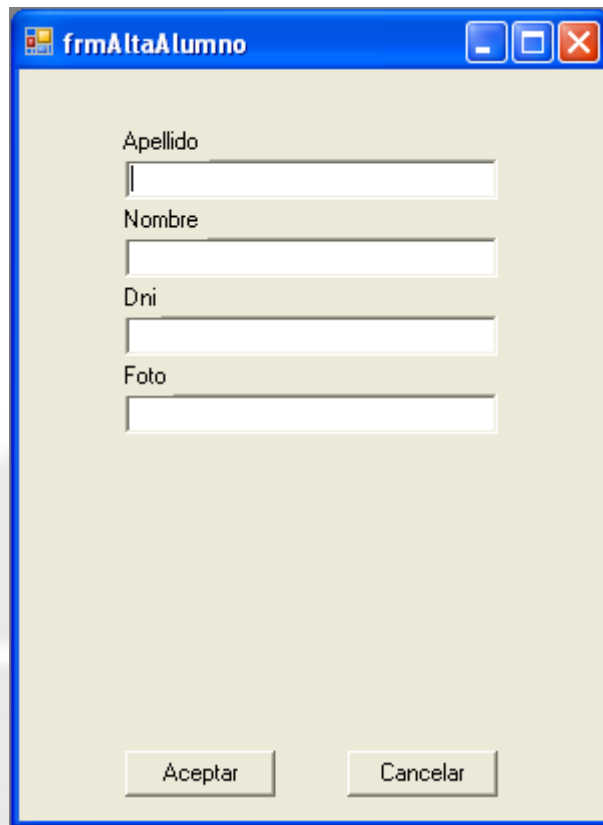 frmAltaAlumno
Apellido
Nombre
Dni
Foto
Aceptar Cancelar